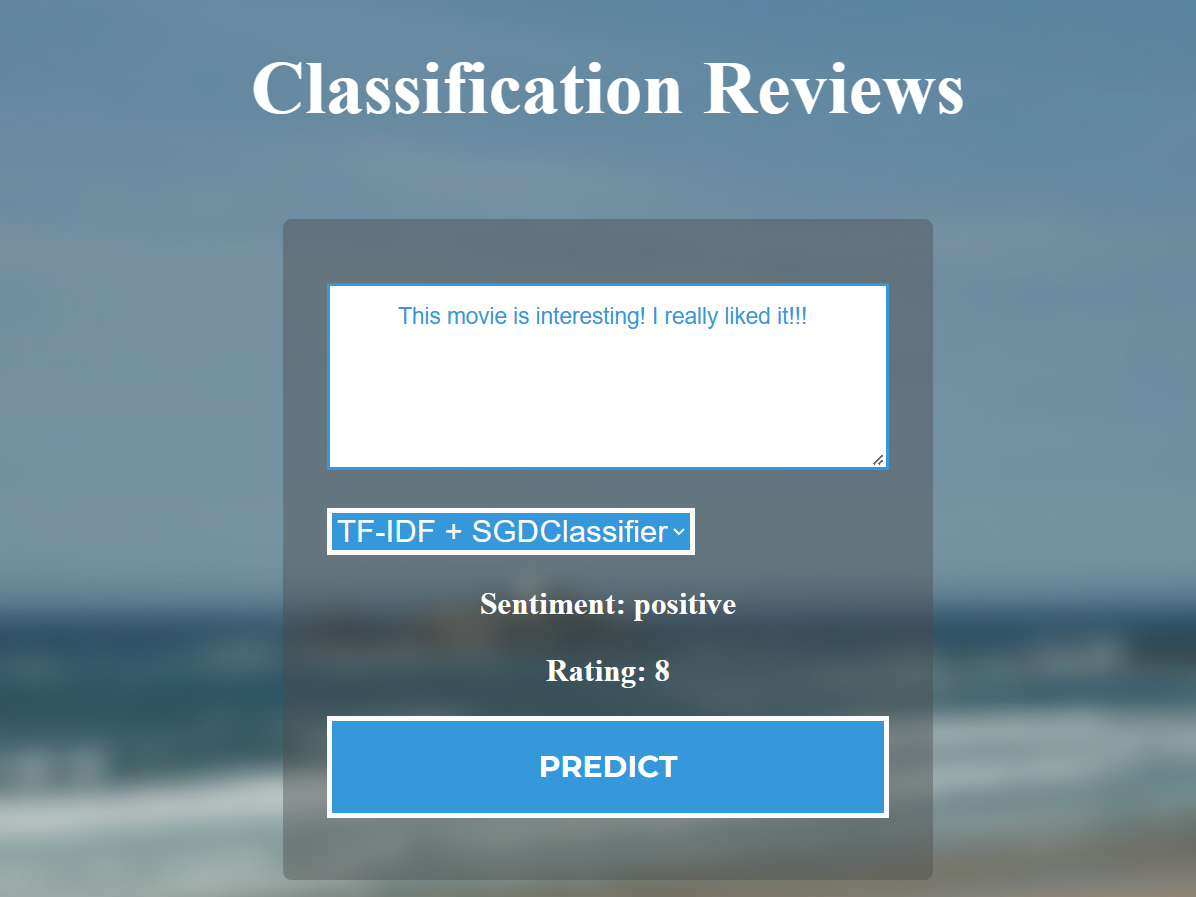 Classification Reviews
This movie is interesting! I really liked it!!!
TF-IDF + SGDClassifier
Sentiment: positive
Rating: 8
PREDICT